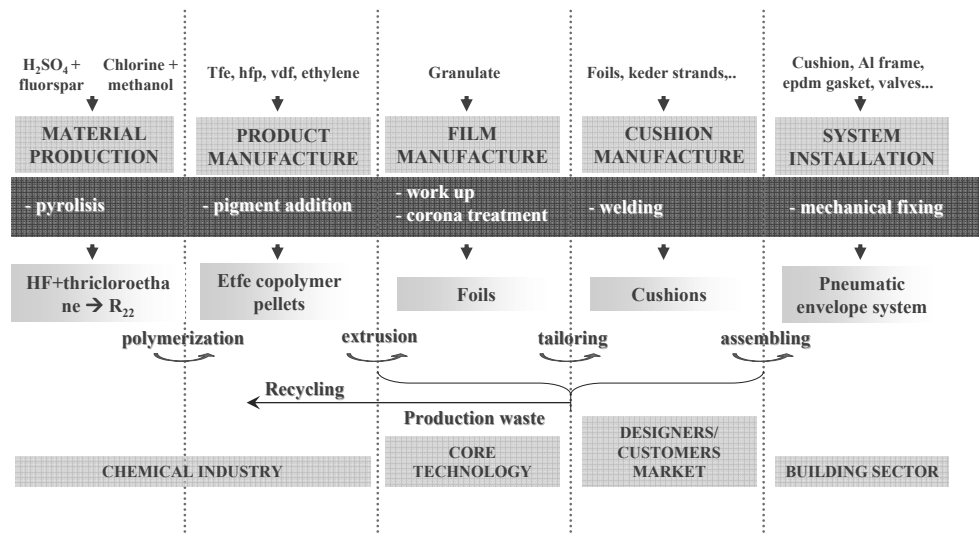 H₂SO₄ +
fluorspar
Chlorine +
methanol
Tfe, hfp, vdf, ethylene
Granulate
Foils, keder strands,..
Cushion, Al frame,
epdm gasket, valves...
MATERIAL
PRODUCTION
PRODUCT
MANUFACTURE
FILM
MANUFACTURE
CUSHION
MANUFACTURE
SYSTEM
INSTALLATION
- pyrolisis
- pigment addition
- work up
- corona treatment
- welding
- mechanical fixing
HF+thricloroetha
ne → R₂₂
Etfe copolymer
pellets
Foils
Cushions
Pneumatic
envelope system
polymerization
extrusion
tailoring
assembling
Recycling
Production waste
CHEMICAL INDUSTRY
CORE
TECHNOLOGY
DESIGNERS/
CUSTOMERS
MARKET
BUILDING SECTOR